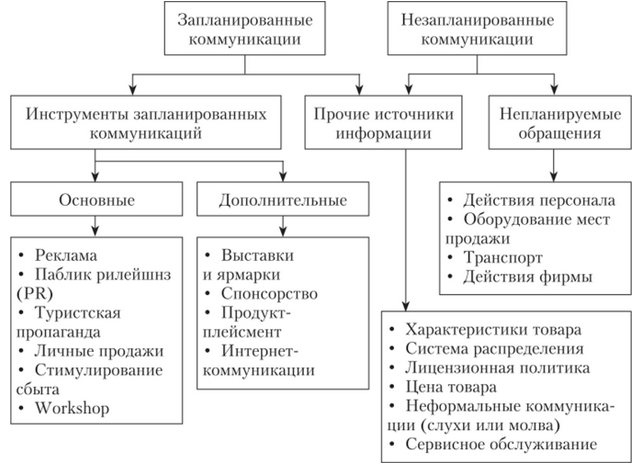 Запланированные
коммуникации
Незапланированные
коммуникации
Инструменты запланированных
коммуникаций
Прочие источники
информации
Непланируемые
обращения
Основные
Дополнительные
• Действия персонала
• Оборудование мест
продажи
• Транспорт
• Действия фирмы
• Реклама
• Паблик рилейшнз
(PR)
• Туристская
пропаганда
• Личные продажи
• Стимулирование
сбыта
• Workshop
• Выставки
и ярмарки
• Спонсорство
• Продукт-
плейсмент
• Интернет-
коммуникации
• Характеристики товара
• Система распределения
• Лицензионная политика
• Цена товара
• Неформальные коммуника-
ции (слухи или молва)
• Сервисное обслуживание